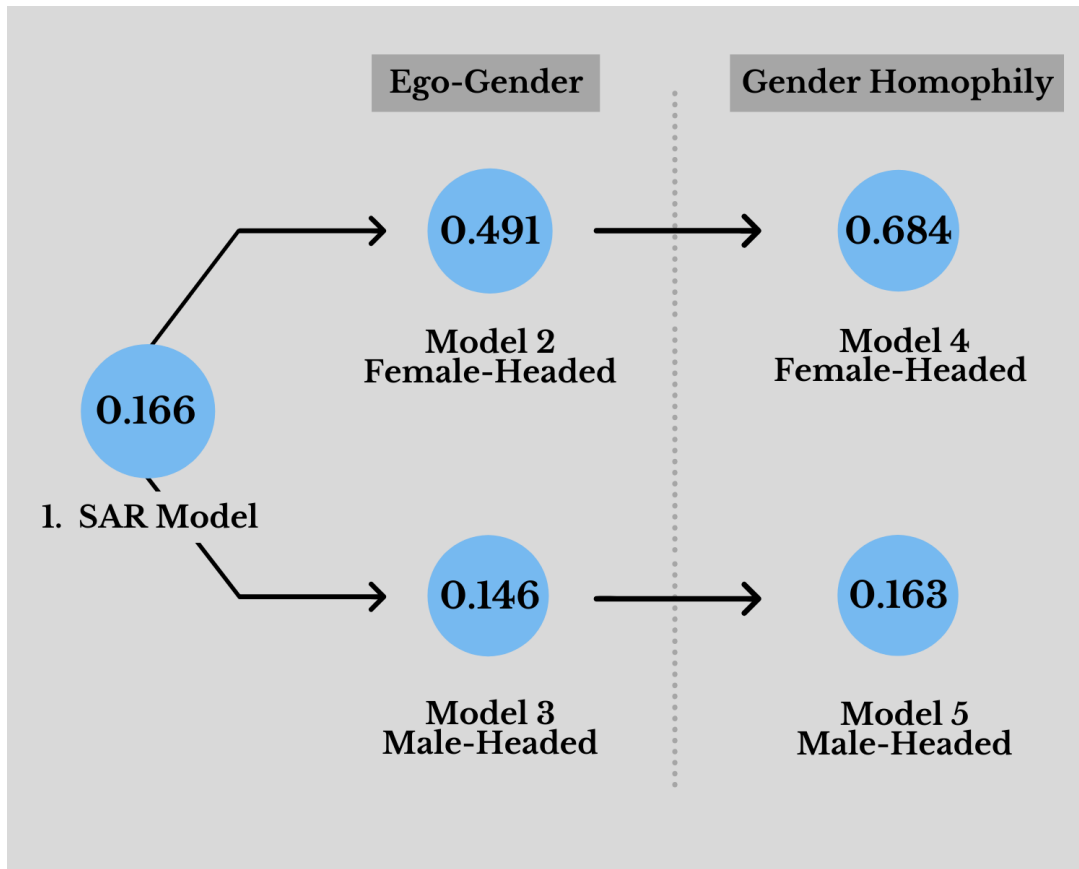 Ego-Gender
Gender Homophily
0.491
0.684
Model 2
Female-Headed
Model 4
Female-Headed
0.166
1. SAR Model
0.146
0.163
Model 3
Male-Headed
Model 5
Male-Headed